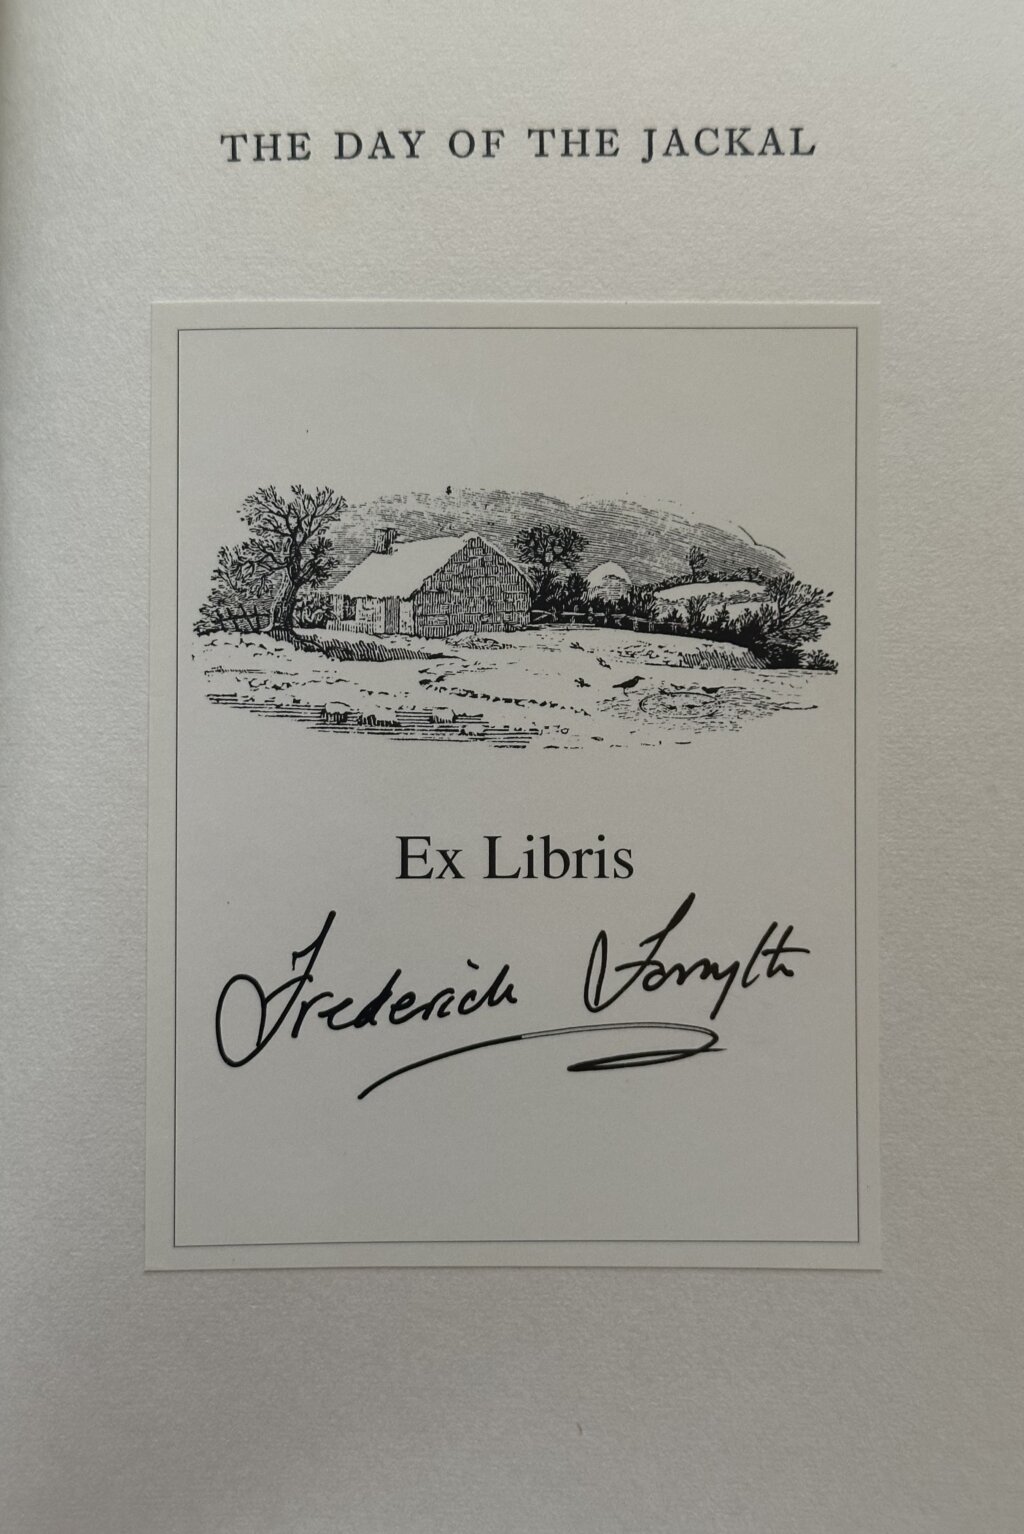 THE DAY OF THE JACKAL
Ex Libris
Frederick Forsyth